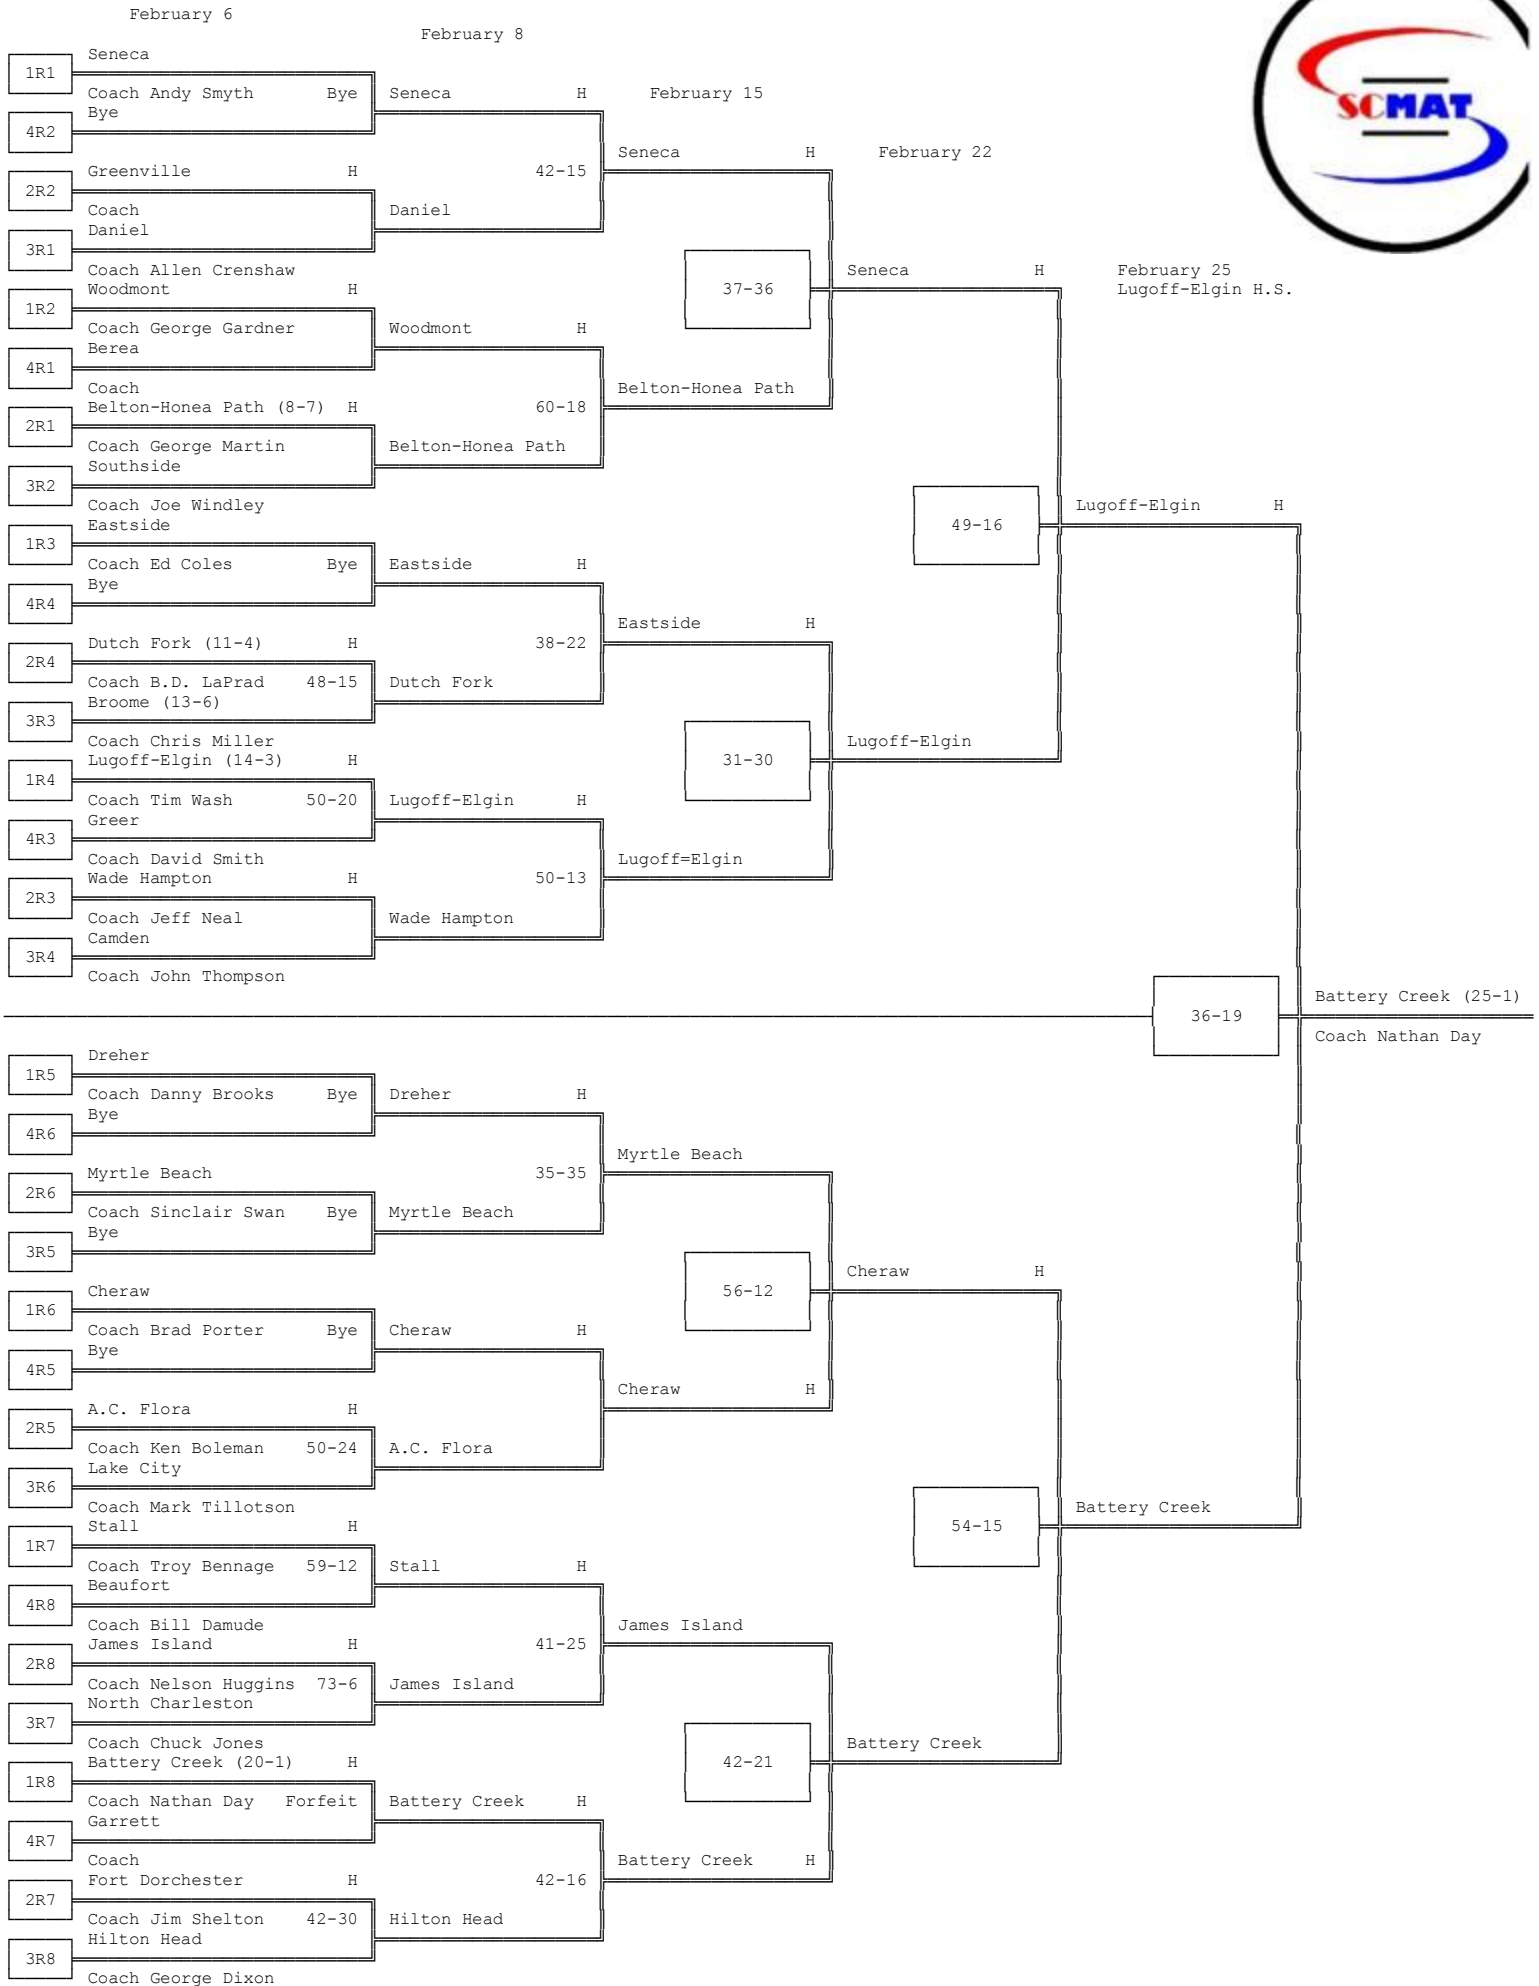 February 6
February 8
Seneca
1R1
Coach Andy Smyth Bye Seneca H February 15
Bye
4R2
Seneca H February 22
Greenville H 42-15
2R2
Coach Daniel
Daniel
3R1
Coach Allen Crenshaw Seneca H February 25
Woodmont H 37-36 Lugoff-Elgin H.S.
1R2
Coach George Gardner Woodmont H
Berea
4R1
Coach Belton-Honea Path
Belton-Honea Path (8-7) H 60-18
2R1
Coach George Martin Belton-Honea Path
Southside
3R2
Coach Joe Windley Lugoff-Elgin H
Eastside 49-16
1R3
Coach Ed Coles Bye Eastside H
Bye
4R4
Eastside H
Dutch Fork (11-4) H 38-22
2R4
Coach B.D. LaPrad 48-15 Dutch Fork
Broome (13-6)
3R3
Coach Chris Miller Lugoff-Elgin
Lugoff-Elgin (14-3) H 31-30
1R4
Coach Tim Wash 50-20 Lugoff-Elgin H
Greer
4R3
Coach David Smith Lugoff=Elgin
Wade Hampton H 50-13
2R3
Coach Jeff Neal Wade Hampton
Camden
3R4
Coach John Thompson
Battery Creek (25-1)
36-19
Coach Nathan Day
Dreher
1R5
Coach Danny Brooks Bye Dreher H
Bye
4R6
Myrtle Beach
Myrtle Beach 35-35
2R6
Coach Sinclair Swan Bye Myrtle Beach
Bye
3R5
Cheraw H
Cheraw 56-12
1R6
Coach Brad Porter Bye Cheraw H
Bye
4R5
Cheraw H
A.C. Flora H
2R5
Coach Ken Boleman 50-24 A.C. Flora
Lake City
3R6
Coach Mark Tillotson Battery Creek
Stall H 54-15
1R7
Coach Troy Bennage 59-12 Stall H
Beaufort
4R8
Coach Bill Damude James Island
James Island H 41-25
2R8
Coach Nelson Huggins 73-6 James Island
North Charleston
3R7
Coach Chuck Jones Battery Creek
Battery Creek (20-1) H 42-21
1R8
Coach Nathan Day Forfeit Battery Creek H
Garrett
4R7
Coach Battery Creek H
Fort Dorchester H 42-16
2R7
Coach Jim Shelton 42-30 Hilton Head
Hilton Head
3R8
Coach George Dixon
SCMAT